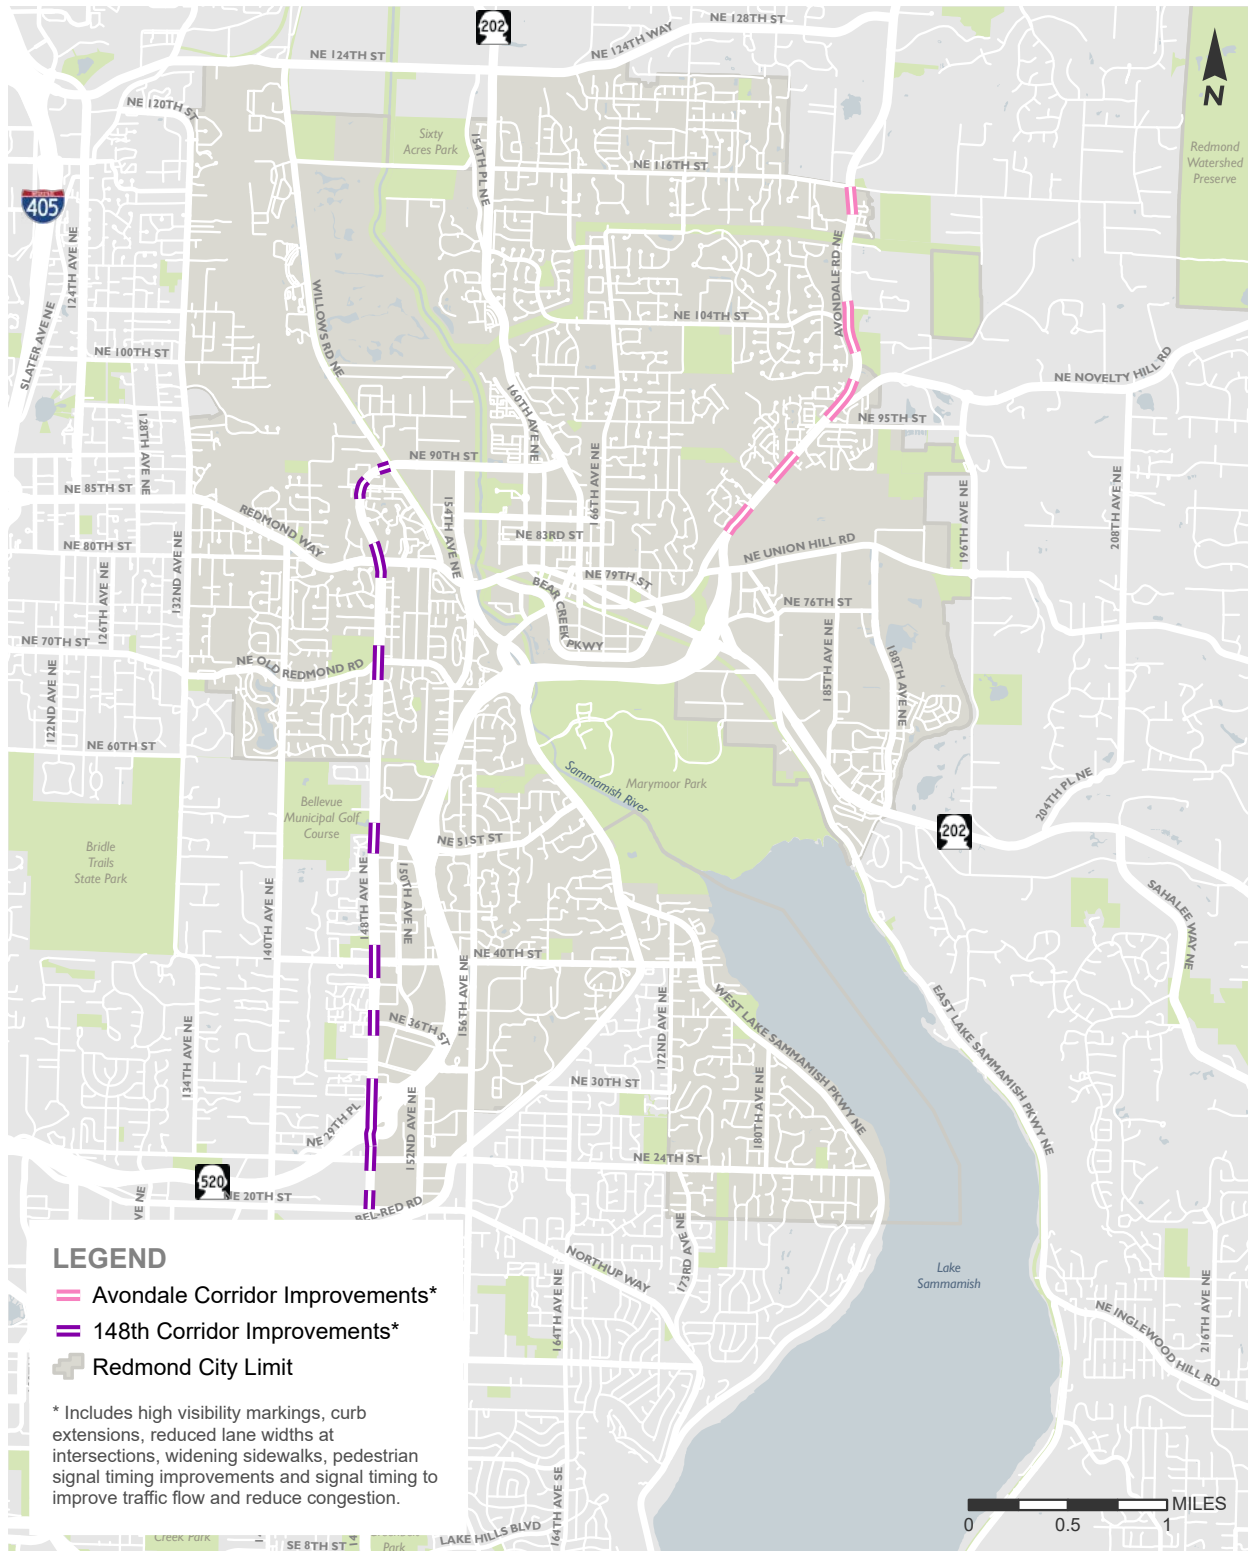 202
NE 128TH ST
NE 124TH WAY
NE 124TH ST
N
NE 120TH ST
Sixty
Acres Park
154TH PL NE
NE 116TH ST
Redmond
Watershed
Preserve
405
124TH AVE NE
AVONDALE RD NE
WILLOWS RD NE
NE 104TH ST
SLATER AVE NE
NE 100TH ST
NE NOVELTY HILL RD
160TH AVE NE
128TH AVE NE
NE 95TH ST
NE 90TH ST
166TH AVE NE
NE 85TH ST
154TH AVE NE
196TH AVE NE
208TH AVE NE
REDMOND WAY
NE 83RD ST
NE 80TH ST
132ND AVE NE
NE UNION HILL RD
126TH AVE NE
NE 79TH ST
BEAR CREEK PKWY
NE 76TH ST
NE 70TH ST
185TH AVE NE
188TH AVE NE
NE OLD REDMOND RD
122ND AVE NE
NE 60TH ST
Sammamish River
Marymoor Park
204TH PL NE
Bellevue
Municipal Golf
Course
202
NE 51ST ST
Bridle
Trails
State Park
148TH AVE NE
150TH AVE NE
140TH AVE NE
SAHALEE WAY NE
NE 40TH ST
156TH AVE NE
172ND AVE NE
WEST LAKE SAMMAMISH PKWY NE
EAST LAKE SAMMAMISH PKWY NE
NE 36TH ST
134TH AVE NE
NE 30TH ST
180TH AVE NE
NE 29TH PL
152ND AVE NE
NE 24TH ST
520
NE 20TH ST
VE NE
BEL-RED RD
173RD AVE NE
NORTHUP WAY
Lake
Sammamish
164TH AVE NE
216TH AVE NE
NE INGLEWOOD HILL RD
LEGEND
Avondale Corridor Improvements*
148th Corridor Improvements*
Redmond City Limit
* Includes high visibility markings, curb
extensions, reduced lane widths at
intersections, widening sidewalks, pedestrian
signal timing improvements and signal timing to
improve traffic flow and reduce congestion.
164TH AVE SE
MILES
0 0.5 1
Creek Park
SE 8TH ST
Park
LAKE HILLS BLVD